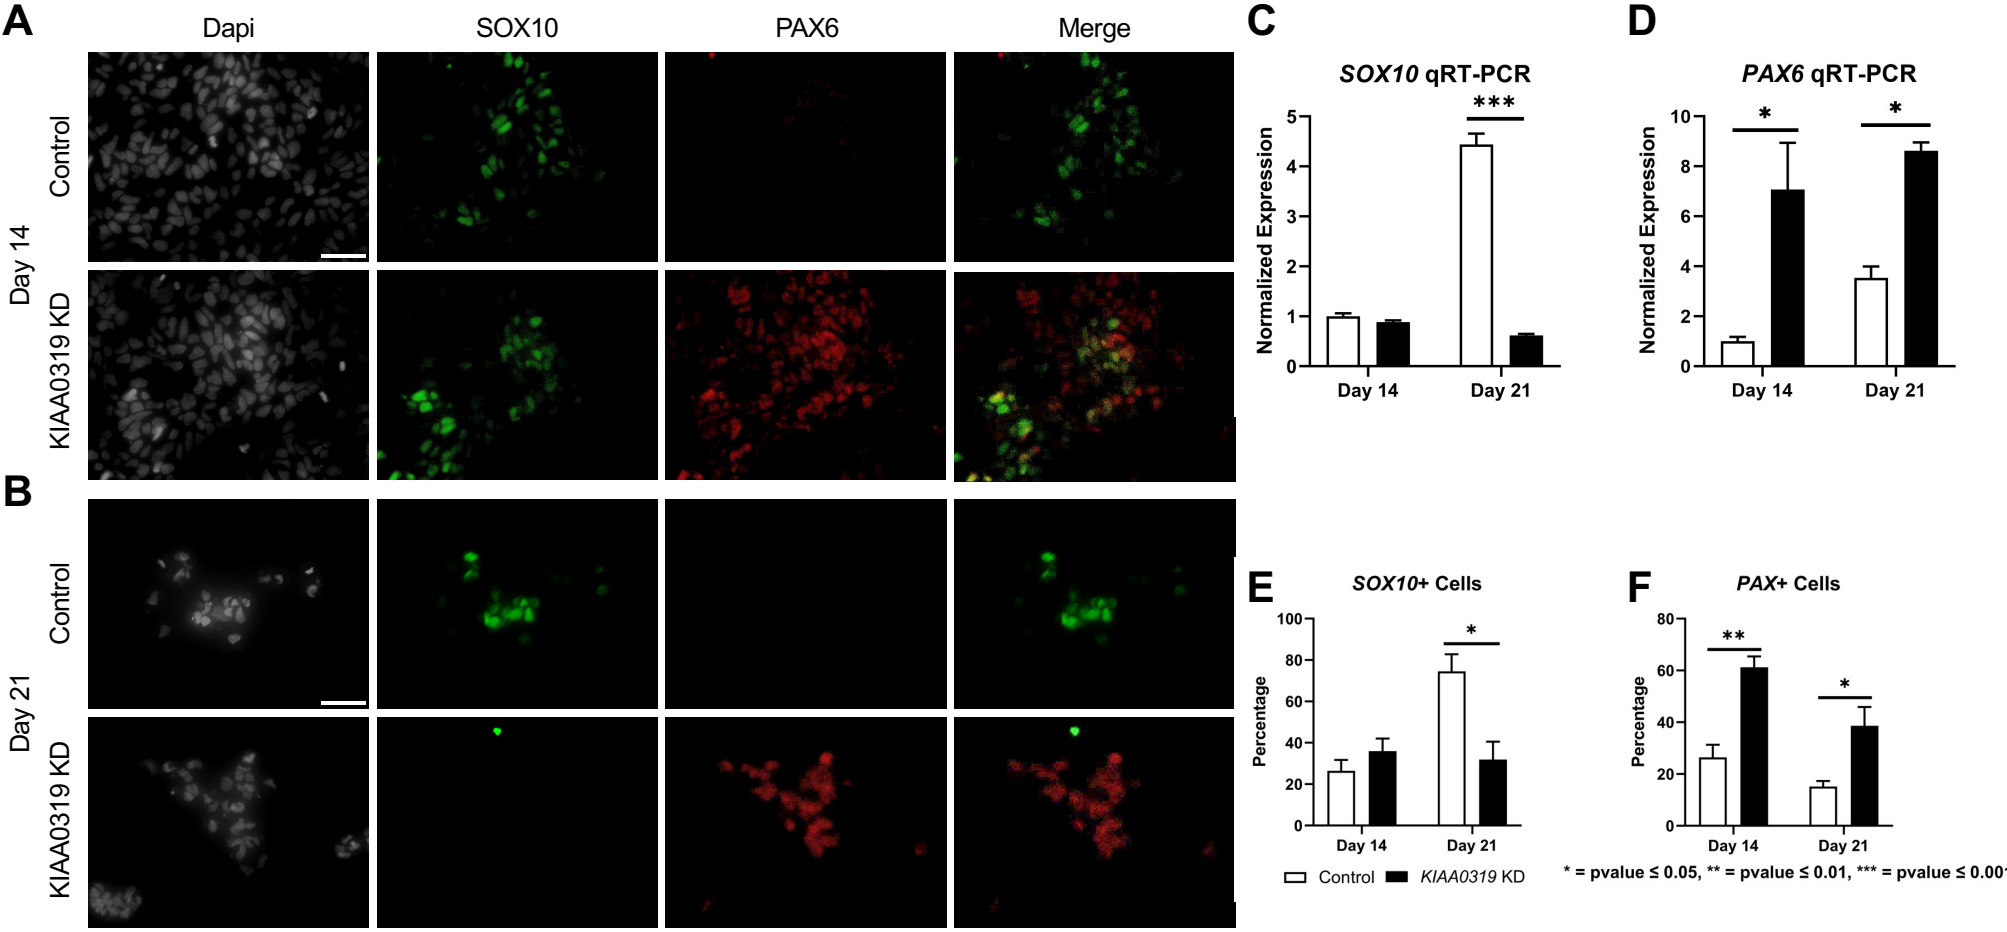 A
Dapi
SOX10
PAX6
Merge
Day 14
Control
KIAA0319 KD
B
Day 21
Control
KIAA0319 KD
C
SOX10 qRT-PCR
***
Normalized Expression
5
4
3
2
1
0
Day 14
Day 21
D
PAX6 qRT-PCR
*
*
Normalized Expression
10
8
6
4
2
0
Day 14
Day 21
E
SOX10+ Cells
*
Percentage
100
80
60
40
20
0
Day 14
Day 21
F
PAX+ Cells
**
*
Percentage
80
60
40
20
0
Day 14
Day 21
Control
KIAA0319 KD
* = pvalue ≤ 0.05, ** = pvalue ≤ 0.01, *** = pvalue ≤ 0.001